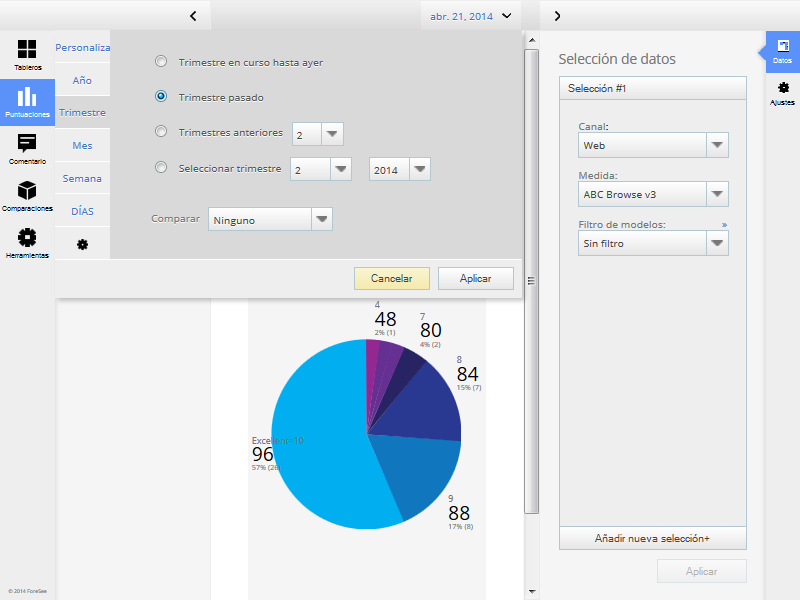 abr. 21, 2014
Tableros
Puntuaciones
Comentario
Comparaciones
Herramientas
© 2014 ForeSee
Personaliza
Año
Trimestre
Mes
Semana
DÍAS
Trimestre en curso hasta ayer
Trimestre pasado
Trimestres anteriores 2
Seleccionar trimestre 2 2014
Comparar Ninguno
Cancelar Aplicar
4
48
2% (1)
7
80
4% (2)
8
84
15% (7)
Excellent=10
96
57% (26)
9
88
17% (8)
Selección de datos
Selección #1
Canal:
Web
Medida:
ABC Browse v3
Filtro de modelos: »
Sin filtro
Añadir nueva selección+
Aplicar
Datos
Ajustes